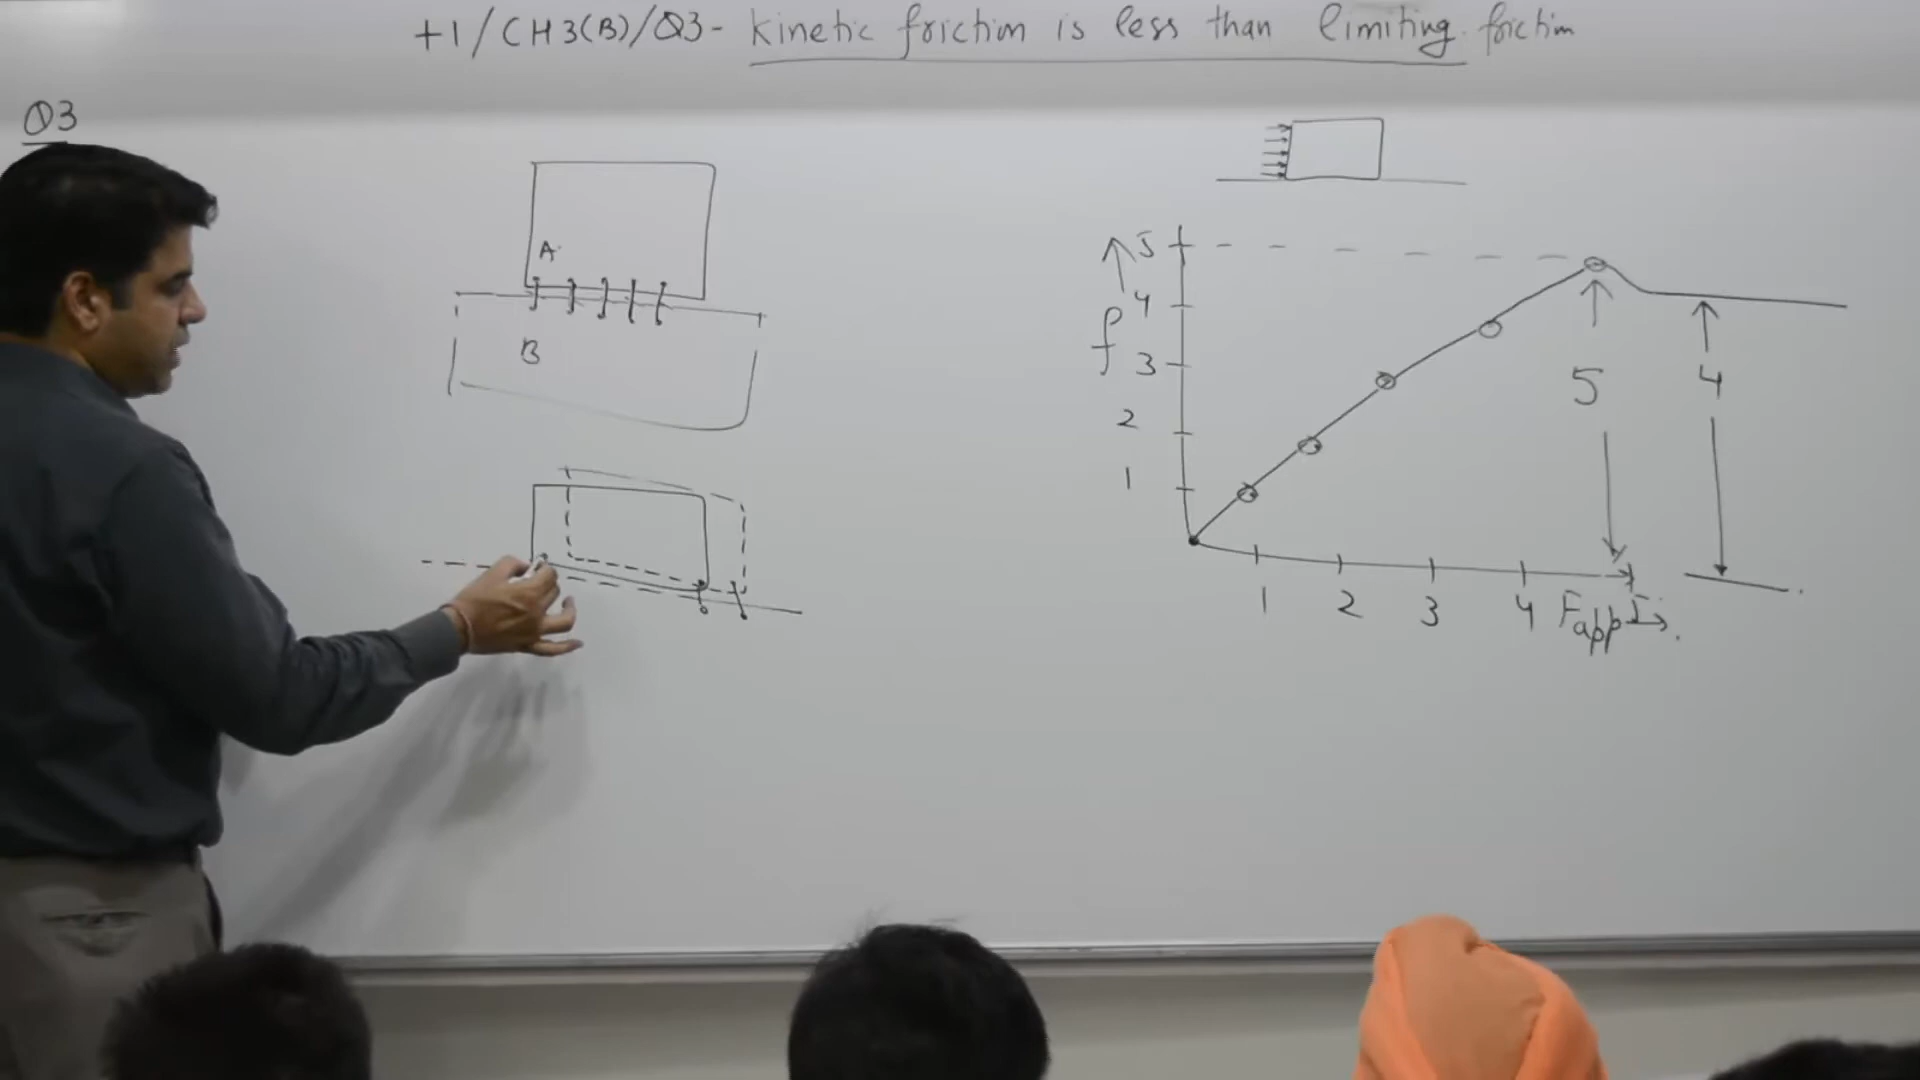 +1/CH3(B)/Q3- kinetic friction is less than limiting friction
Q3
A
B
f
5
4
3
2
1
1 2 3 4 Fapp
5
4